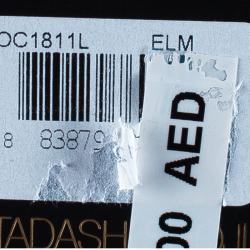 OC1811L ELM
8 83879
00 AED
TADASH